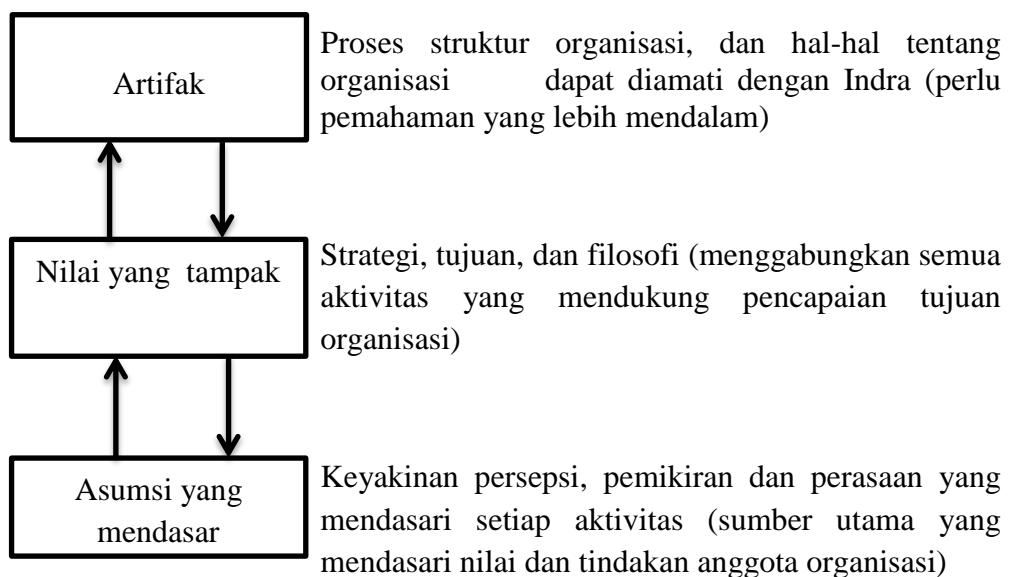 Artifak
Proses struktur organisasi, dan hal-hal tentang
organisasi dapat diamati dengan Indra (perlu
pemahaman yang lebih mendalam)
Nilai yang tampak
Strategi, tujuan, dan filosofi (menggabungkan semua
aktivitas yang mendukung pencapaian tujuan
organisasi)
Asumsi yang
mendasar
Keyakinan persepsi, pemikiran dan perasaan yang
mendasari setiap aktivitas (sumber utama yang
mendasari nilai dan tindakan anggota organisasi)